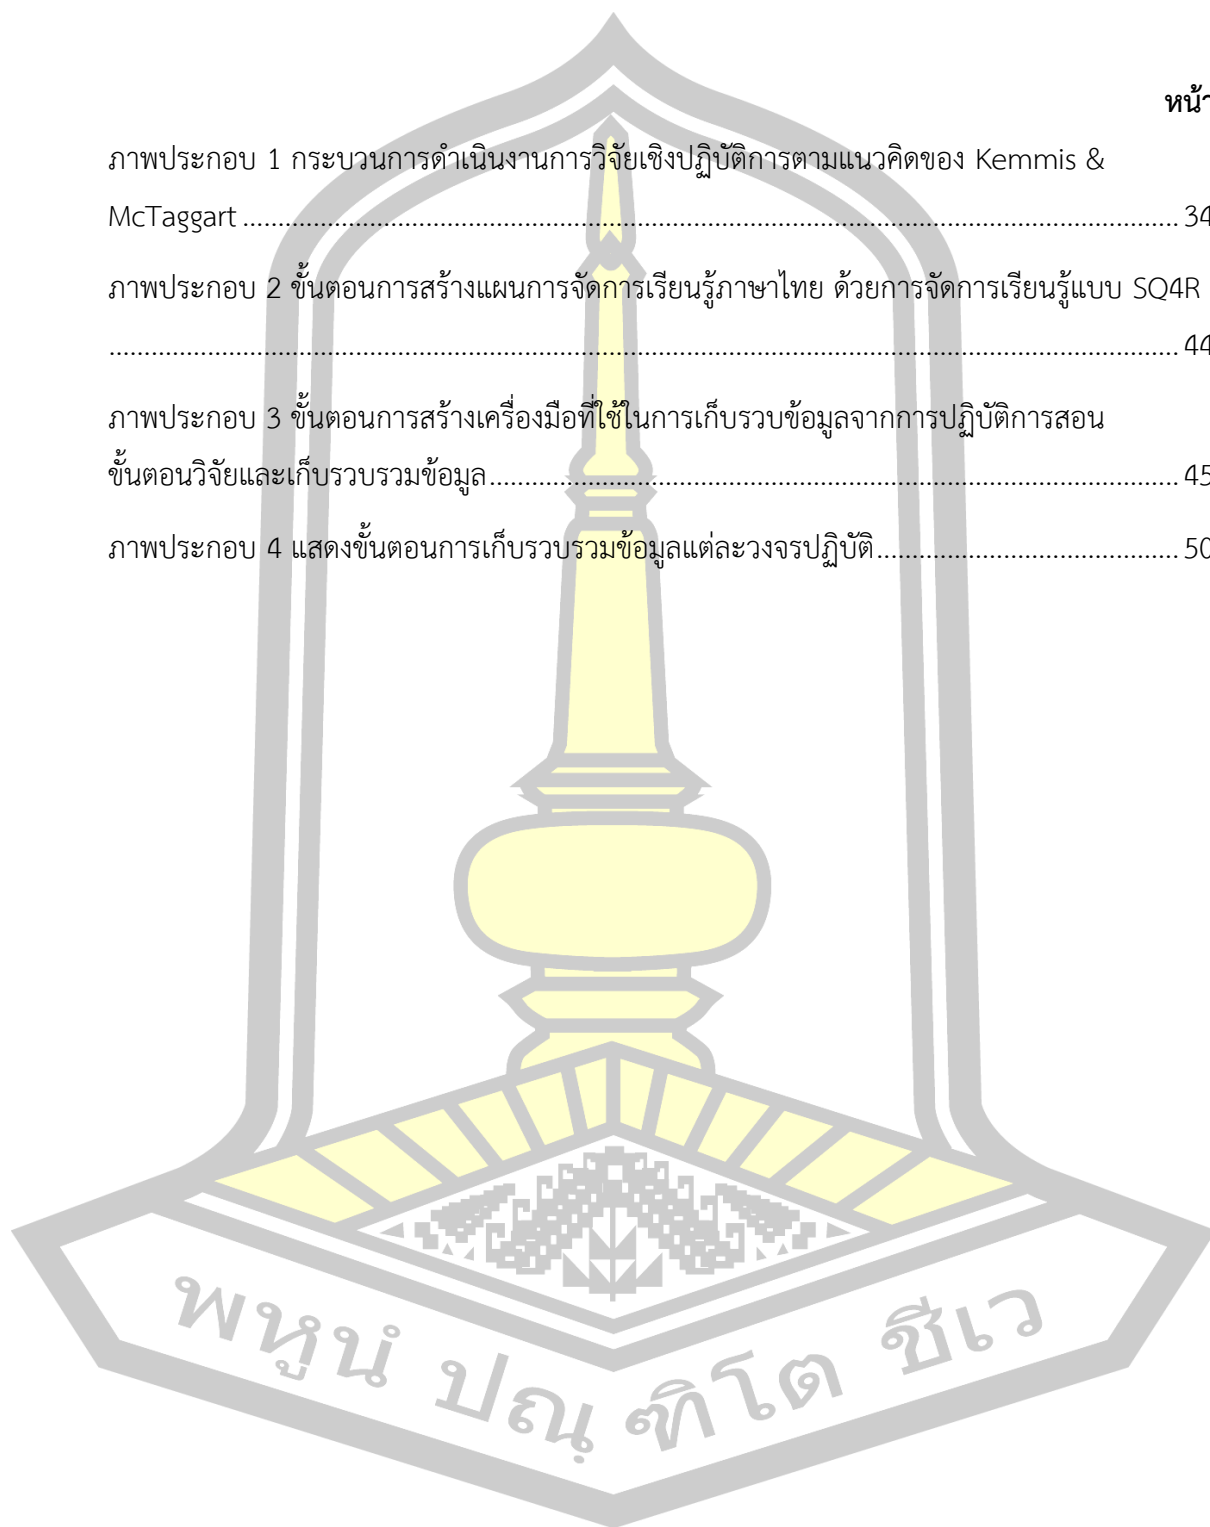 หน้า
ภาพประกอบ 1 กระบวนการดำเนินงานการวิจัยเชิงปฏิบัติการตามแนวคิดของ Kemmis &
McTaggart .................................................................................................................. 34
ภาพประกอบ 2 ขั้นตอนการสร้างแผนการจัดการเรียนรู้ภาษาไทย ด้วยการจัดการเรียนรู้แบบ SQ4R
.................................................................................................................................. 44
ภาพประกอบ 3 ขั้นตอนการสร้างเครื่องมือที่ใช้ในการเก็บรวบข้อมูลจากการปฏิบัติการสอน
ขั้นตอนวิจัยและเก็บรวบรวมข้อมูล.................................................................................... 45
ภาพประกอบ 4 แสดงขั้นตอนการเก็บรวบรวมข้อมูลแต่ละวงจรปฏิบัติ..................................... 50
พหูนํ ปณฺฑิโต ชีเว